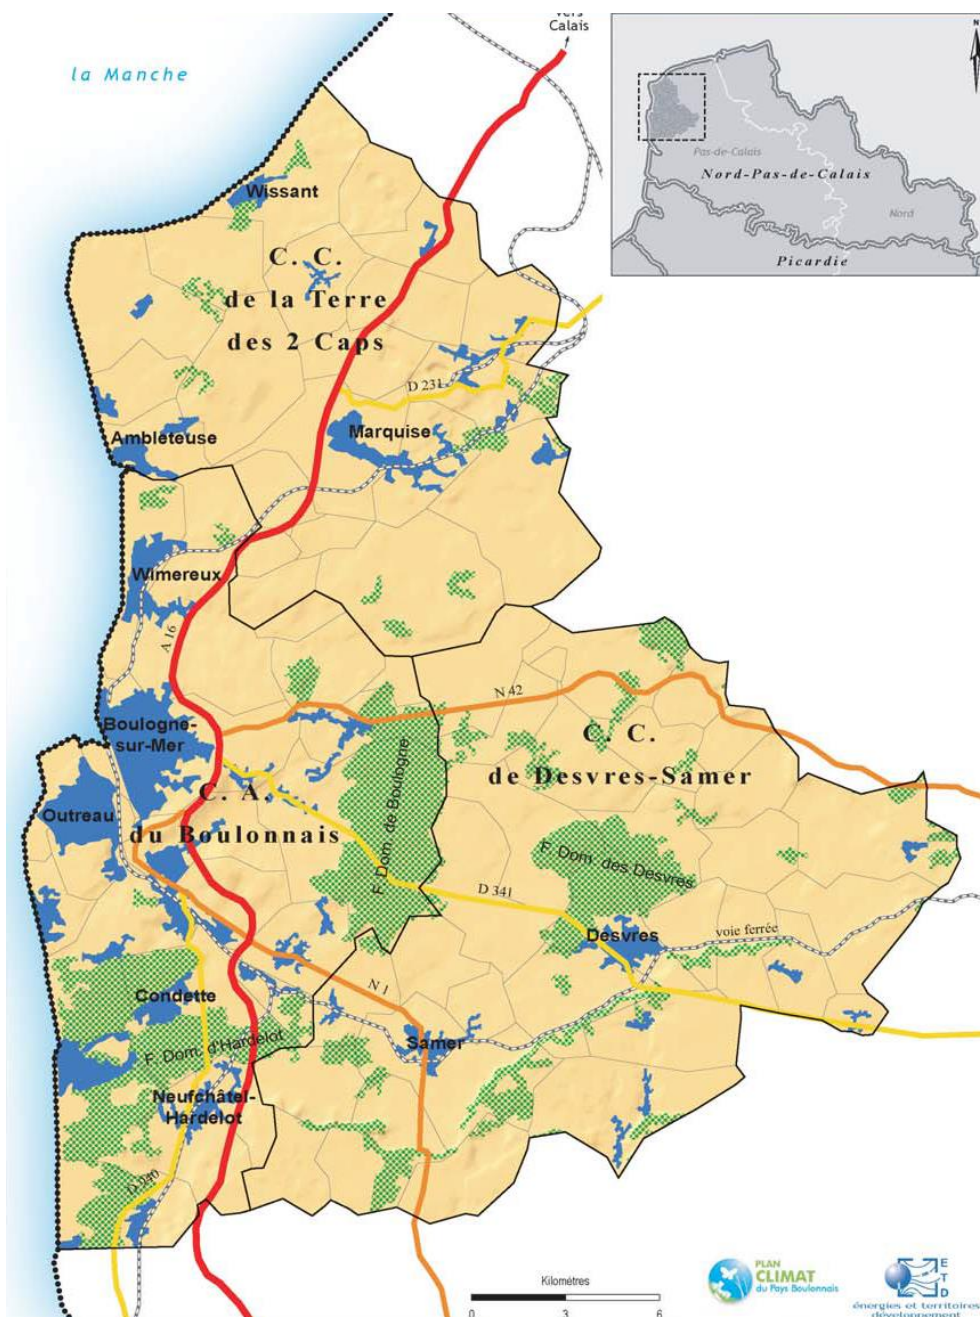 vers
Calais
la Manche
N
Pas-de-Calais
Nord-Pas-de-Calais
Nord
Picardie
Wissant
C. C.
de la Terre
des 2 Caps
D 231
Marquise
Ambleteuse
Wimereux
A 16
N 42
Boulogne-
sur-Mer
C. C.
de Desvres-Samer
C. A.
du Boulonnais
Outreau
F. Dom. de Boulogne
F. Dom. des Desvres
D 341
Desvres
voie ferrée
Condette
N 1
Samer
F. Dom. d'Hardelot
Neufchâtel-
Hardelot
D 940
Kilomètres
0 3 6
PLAN
CLIMAT
du Pays Boulonnais
E
T
D
énergies et territoires
développement